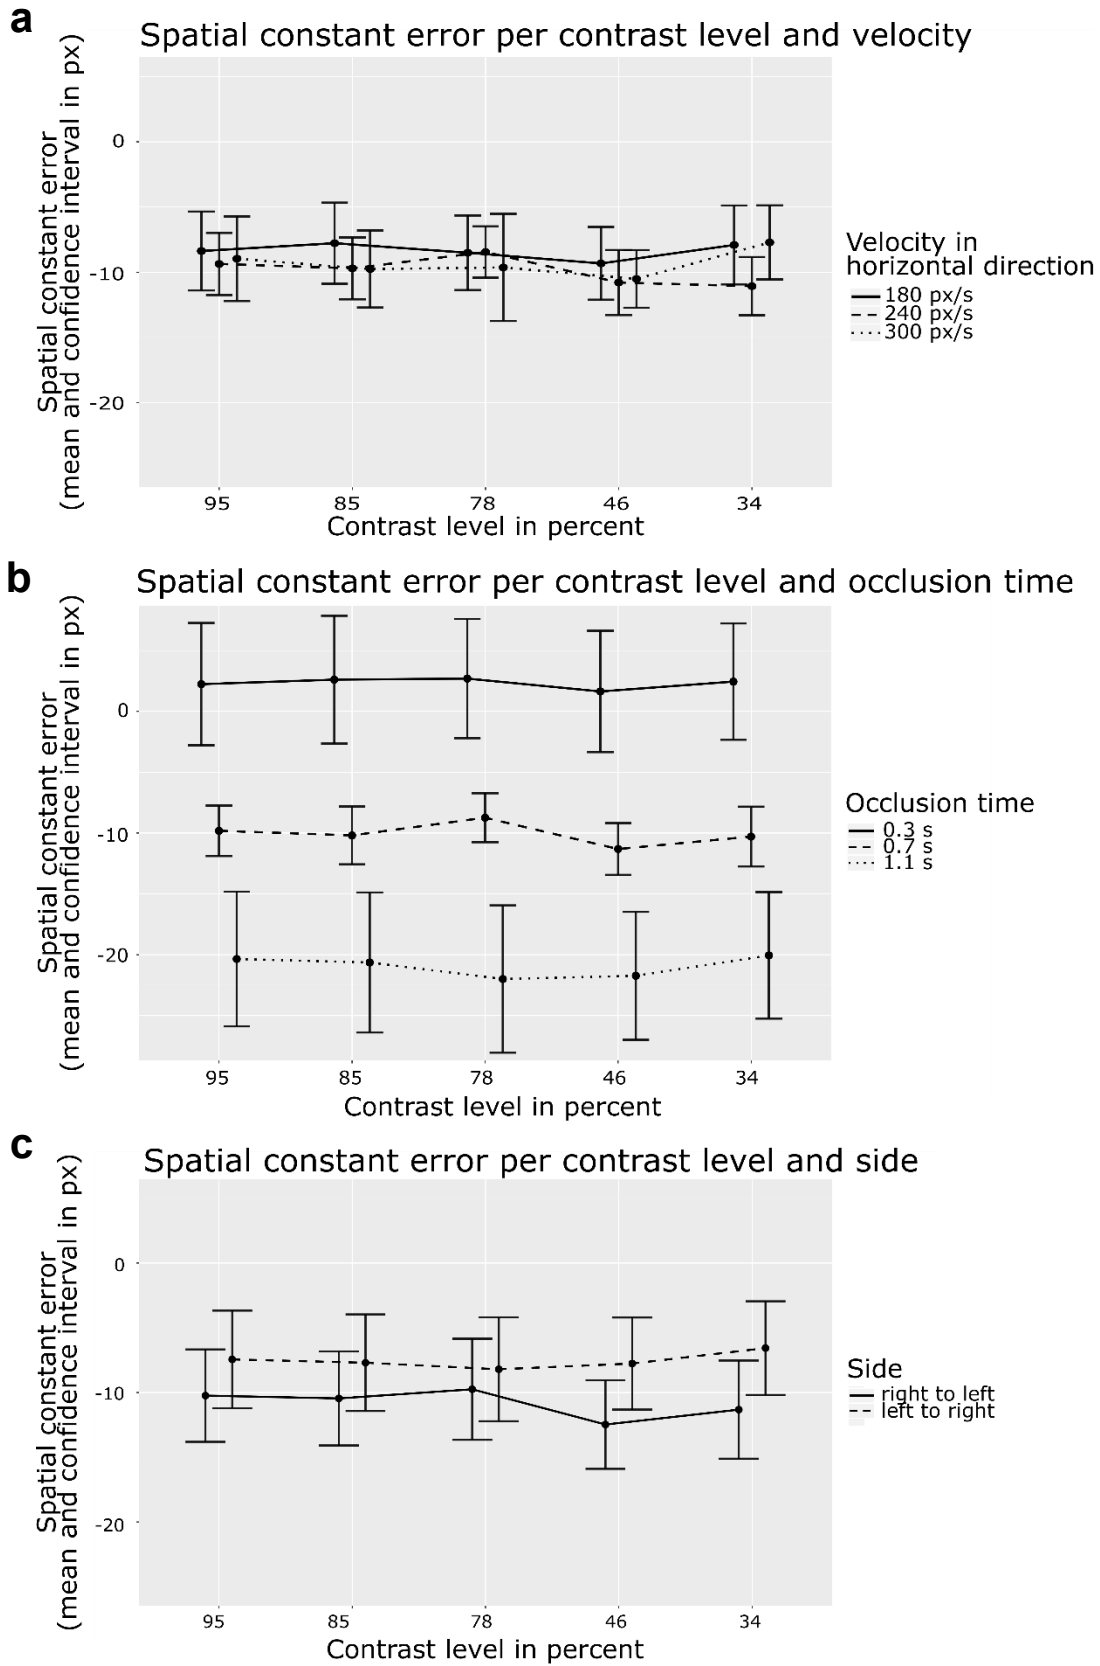 a
Spatial constant error per contrast level and velocity
Spatial constant error
(mean and confidence interval in px)
0
-10
-20
95 85 78 46 34
Contrast level in percent
Velocity in
horizontal direction
180 px/s
240 px/s
300 px/s
b
Spatial constant error per contrast level and occlusion time
Spatial constant error
(mean and confidence interval in px)
0
-10
-20
95 85 78 46 34
Contrast level in percent
Occlusion time
0.3 s
0.7 s
1.1 s
c
Spatial constant error per contrast level and side
Spatial constant error
(mean and confidence interval in px)
0
-10
-20
95 85 78 46 34
Contrast level in percent
Side
right to left
left to right